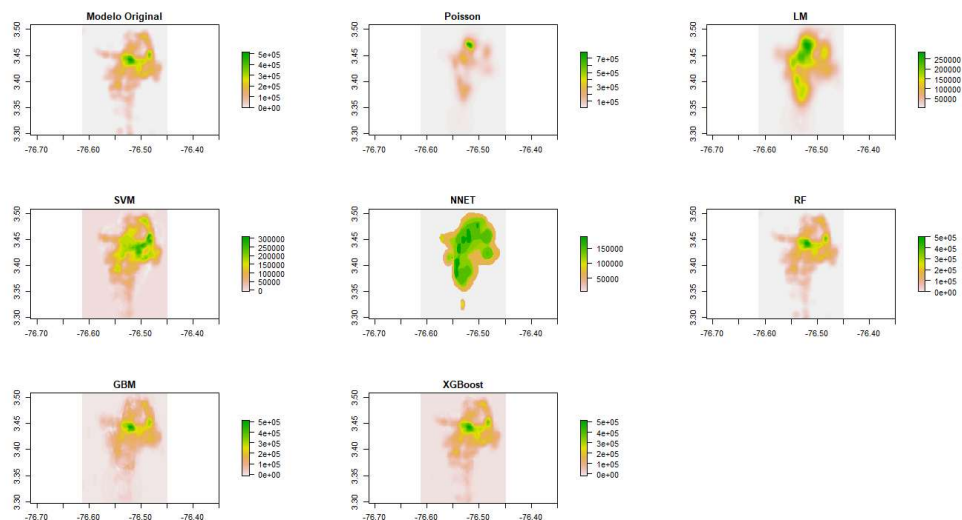 Modelo Original
3.50
3.45
3.40
3.35
3.30
-76.70
-76.60
-76.50
-76.40
5e+05
4e+05
3e+05
2e+05
1e+05
0e+00
Poisson
3.50
3.45
3.40
3.35
3.30
-76.70
-76.60
-76.50
-76.40
7e+05
5e+05
3e+05
1e+05
LM
3.50
3.45
3.40
3.35
3.30
-76.70
-76.60
-76.50
-76.40
250000
200000
150000
100000
50000
SVM
3.50
3.45
3.40
3.35
3.30
-76.70
-76.60
-76.50
-76.40
300000
250000
200000
150000
100000
50000
0
NNET
3.50
3.45
3.40
3.35
3.30
-76.70
-76.60
-76.50
-76.40
150000
100000
50000
RF
3.50
3.45
3.40
3.35
3.30
-76.70
-76.60
-76.50
-76.40
5e+05
4e+05
3e+05
2e+05
1e+05
0e+00
GBM
3.50
3.45
3.40
3.35
3.30
-76.70
-76.60
-76.50
-76.40
5e+05
4e+05
3e+05
2e+05
1e+05
0e+00
XGBoost
3.50
3.45
3.40
3.35
3.30
-76.70
-76.60
-76.50
-76.40
5e+05
4e+05
3e+05
2e+05
1e+05
0e+00